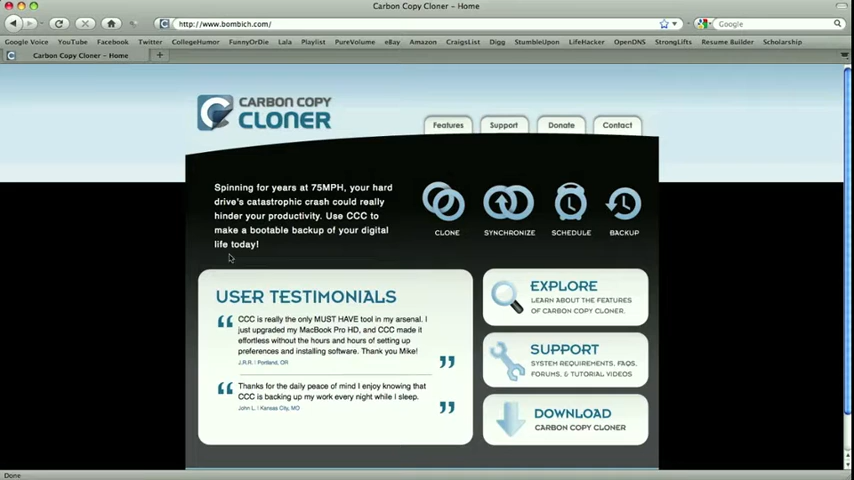 Carbon Copy Cloner - Home
http://www.bombich.com/
Google
Google Voice YouTube Facebook Twitter CollegeHumor FunnyOrDie Lala Playlist PureVolume eBay Amazon CraigsList Digg StumbleUpon LifeHacker OpenDNS StrongLifts Resume Builder Scholarship
Carbon Copy Cloner - Home
CARBON COPY
CLONER
Features Support Donate Contact
Spinning for years at 75MPH, your hard
drive's catastrophic crash could really
hinder your productivity. Use CCC to
make a bootable backup of your digital
life today!
CLONE SYNCHRONIZE SCHEDULE BACKUP
USER TESTIMONIALS
“ CCC is really the only MUST HAVE tool in my arsenal. I
just upgraded my MacBook Pro HD, and CCC made it
effortless without the hours and hours of setting up
preferences and installing software. Thank you Mike! ”
J.R.R. | Portland, OR
“ Thanks for the daily peace of mind I enjoy knowing that
CCC is backing up my work every night while I sleep. ”
John L. | Kansas City, MO
EXPLORE
LEARN ABOUT THE FEATURES
OF CARBON COPY CLONER.
SUPPORT
SYSTEM REQUIREMENTS, FAQS,
FORUMS, & TUTORIAL VIDEOS
DOWNLOAD
CARBON COPY CLONER
Done